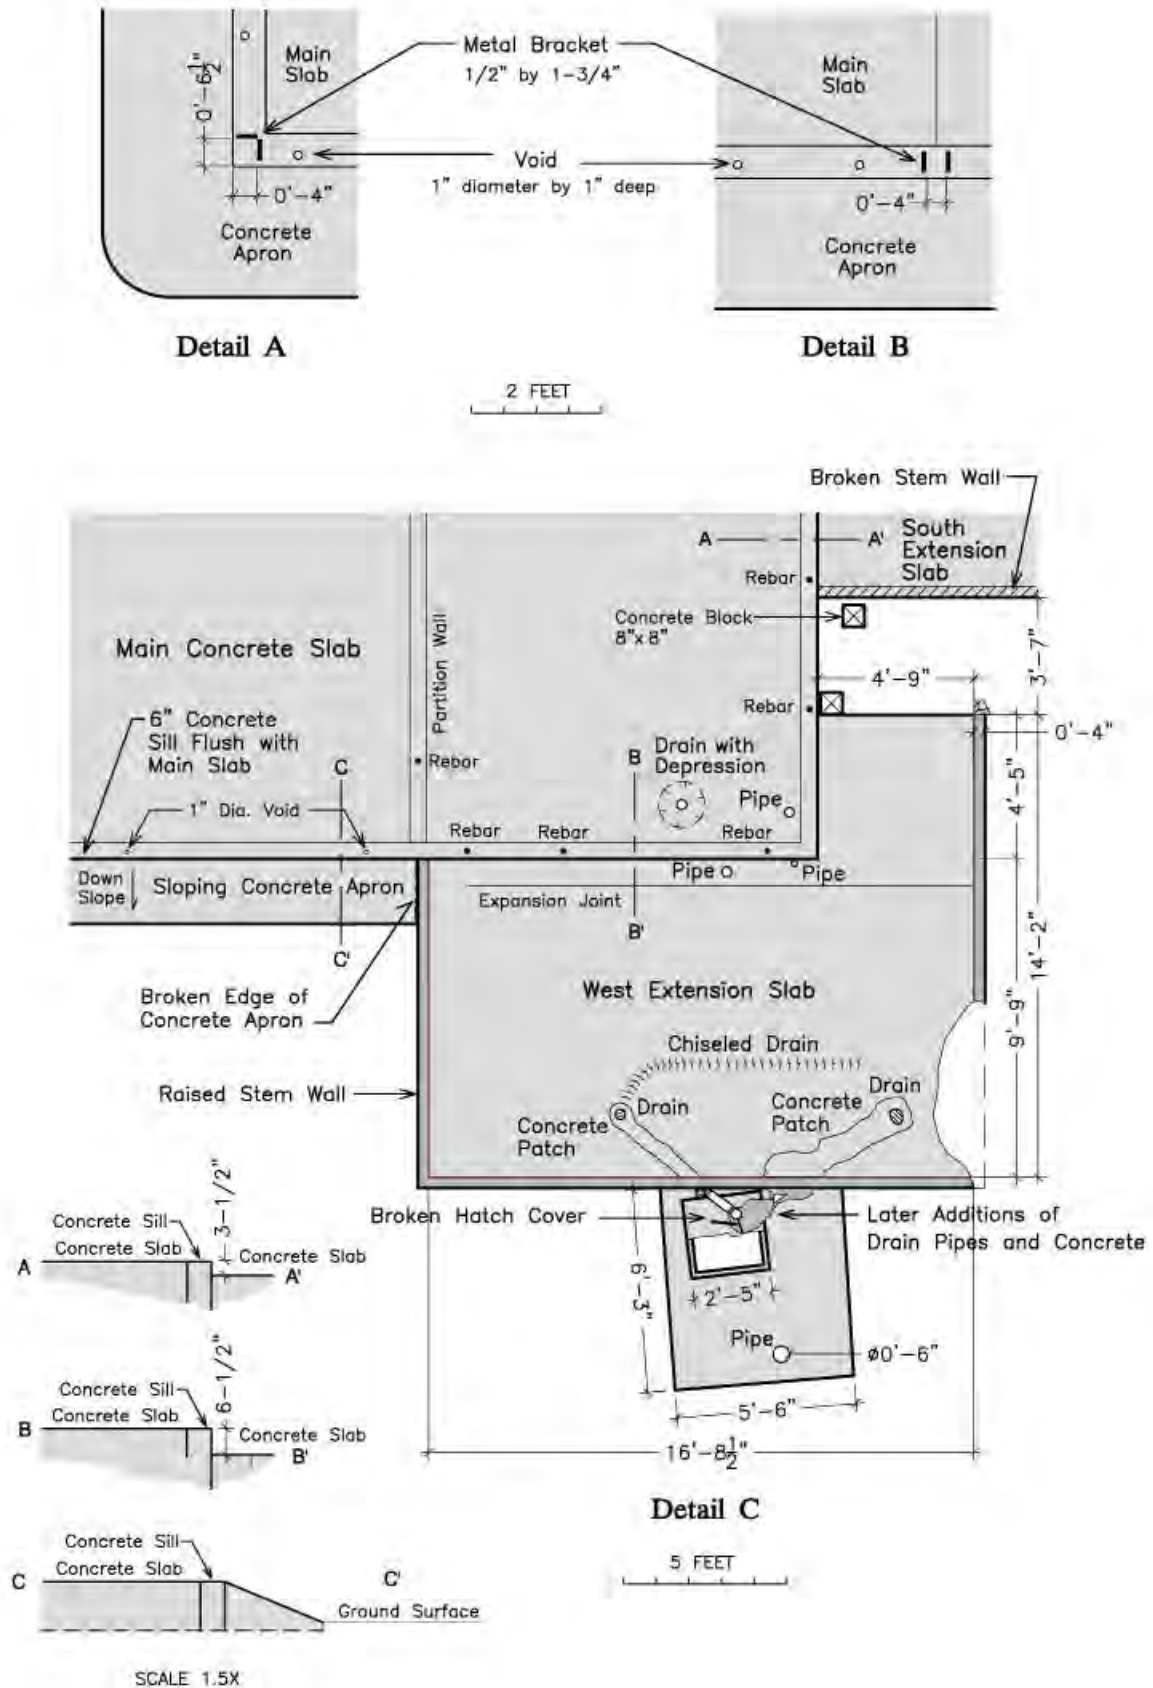 Main
Slab
0'-6½"
0'-4"
Concrete
Apron
Metal Bracket
1/2" by 1-3/4"
Void
1" diameter by 1" deep
Main
Slab
0'-4"
Concrete
Apron
Detail A
Detail B
2 FEET
Broken Stem Wall
A
A'
South
Extension
Slab
Rebar
Concrete Block
8"x 8"
Main Concrete Slab
Partition Wall
3'-7"
4'-9"
Rebar
0'-4"
6" Concrete
Sill Flush with
Main Slab
C
Rebar
B
Drain with
Depression
4'-5"
1" Dia. Void
Pipe
Rebar
Rebar
Rebar
Down
Slope
Sloping Concrete Apron
Pipe
Pipe
Expansion Joint
B'
C'
14'-2"
Broken Edge of
Concrete Apron
West Extension Slab
9'-9"
Chiseled Drain
Raised Stem Wall
Drain
Drain
Concrete
Patch
Concrete
Patch
Broken Hatch Cover
Later Additions of
Drain Pipes and Concrete
6'-3"
2'-5"
Pipe
ø0'-6"
5'-6"
16'-8½"
Detail C
5 FEET
3-1/2"
Concrete Sill
Concrete Slab
Concrete Slab
A
A'
6-1/2"
Concrete Sill
Concrete Slab
Concrete Slab
B
B'
Concrete Sill
Concrete Slab
C
C'
Ground Surface
SCALE 1.5X